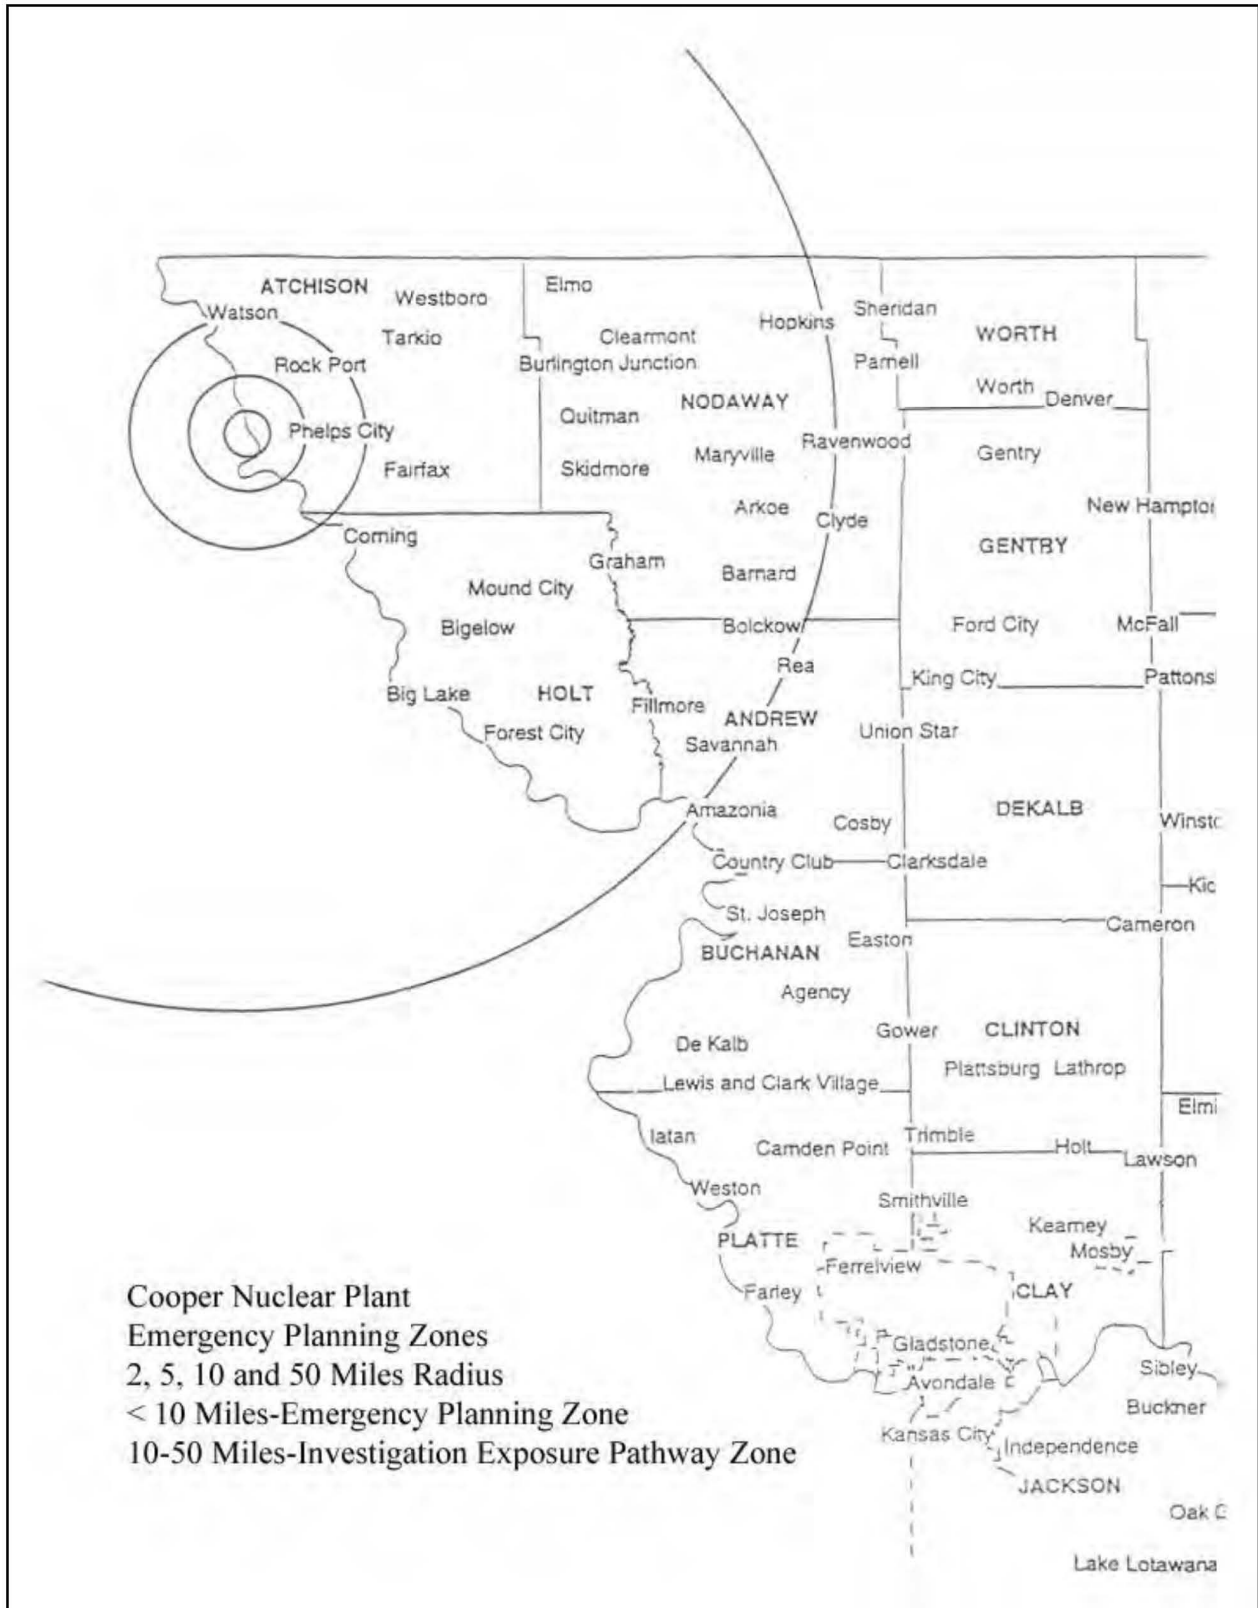 ATCHISON
Westboro
Elmo
Watson
Hopkins
Sheridan
Tarkio
Clearmont
WORTH
Rock Port
Burlington Junction
Parnell
Worth
Denver
NODAWAY
Quitman
Phelps City
Ravenwood
Maryville
Gentry
Fairfax
Skidmore
Arkoe
Clyde
New Hampton
Corning
GENTRY
Graham
Barnard
Mound City
Bigelow
Bolckow
Ford City
McFall
Rea
King City
Pattons
Big Lake
HOLT
Fillmore
ANDREW
Forest City
Savannah
Union Star
Amazonia
Cosby
DEKALB
Winsto
Country Club
Clarksdale
Kic
St. Joseph
Cameron
BUCHANAN
Easton
Agency
Gower
CLINTON
De Kalb
Plattsburg
Lathrop
Lewis and Clark Village
Elmi
Iatan
Camden Point
Trimble
Holt
Lawson
Weston
Smithville
Kearney
PLATTE
Mosby
Ferrelview
Farley
CLAY
Gladstone
Sibley
Avondale
Buckner
Kansas City
Independence
JACKSON
Oak
Lake Lotawana
Cooper Nuclear Plant
Emergency Planning Zones
2, 5, 10 and 50 Miles Radius
< 10 Miles-Emergency Planning Zone
10-50 Miles-Investigation Exposure Pathway Zone